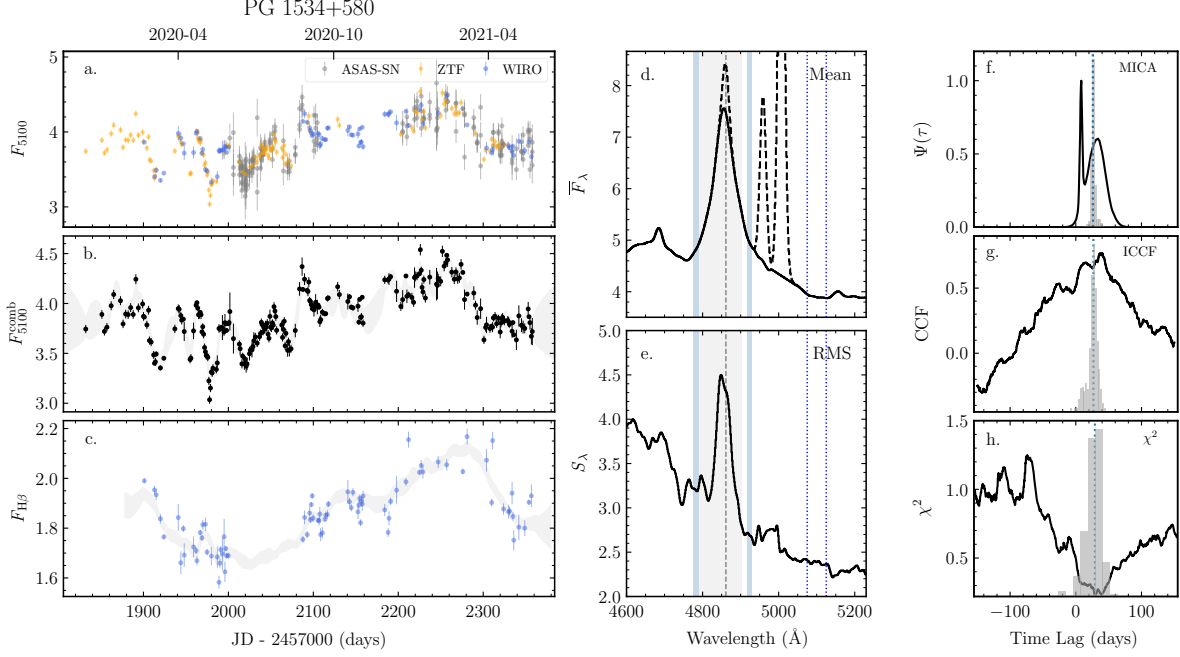 PG 1534+580
2020-04 2020-10 2021-04
a. ASAS-SN ZTF WIRO
5
4
3
F5100
b.
4.5
4.0
3.5
3.0
F5100^comb
c.
2.2
2.0
1.8
1.6
FHβ
1900 2000 2100 2200 2300
JD - 2457000 (days)
d. Mean
8
7
6
5
4
F̅λ
e. RMS
5.0
4.5
4.0
3.5
3.0
2.5
2.0
Sλ
4600 4800 5000 5200
Wavelength (Å)
f. MICA
1.0
0.5
0.0
Ψ(τ)
g. ICCF
0.5
0.0
CCF
h. χ²
1.5
1.0
0.5
χ²
−100 0 100
Time Lag (days)